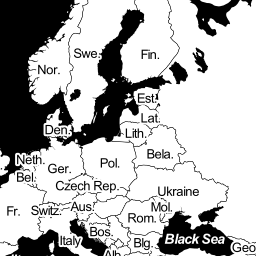 Swe.
Fin.
Nor.
Est.
Lat.
Den.
Lith.
Neth.
Bela.
Pol.
Ger.
Bel.
Czech Rep.
Ukraine
Fr.
Switz.
Aus.
Mol.
Rom.
Bos.
Italy
Blg.
Black Sea
Geo
Alb